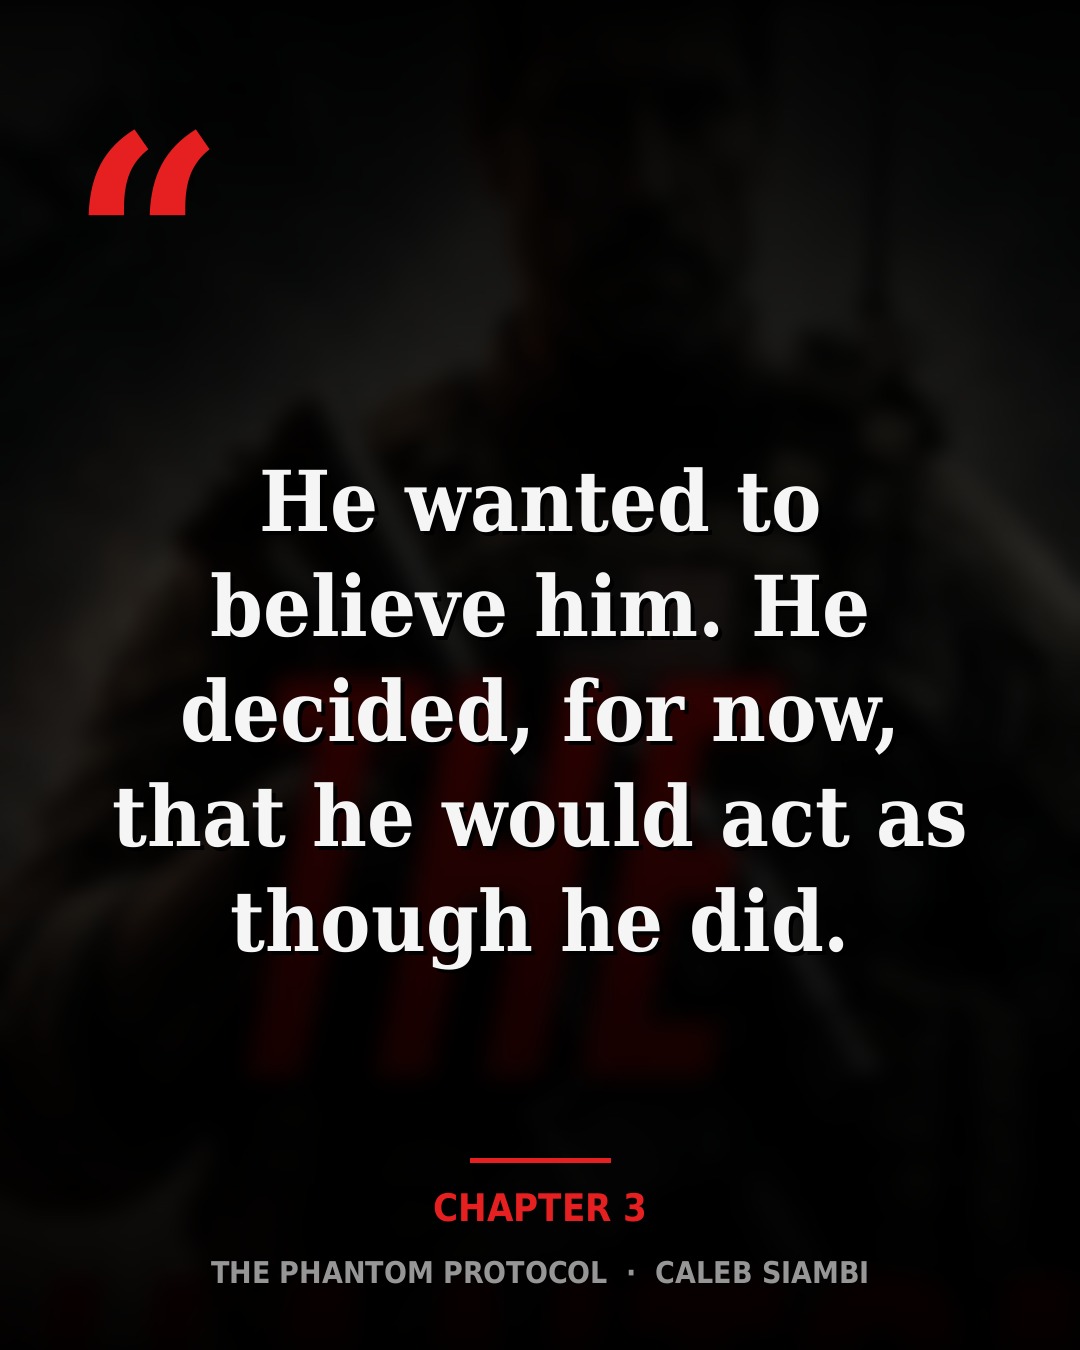 “
He wanted to
believe him. He
decided, for now,
that he would act as
though he did.
CHAPTER 3
THE PHANTOM PROTOCOL · CALEB SIAMBI
THE